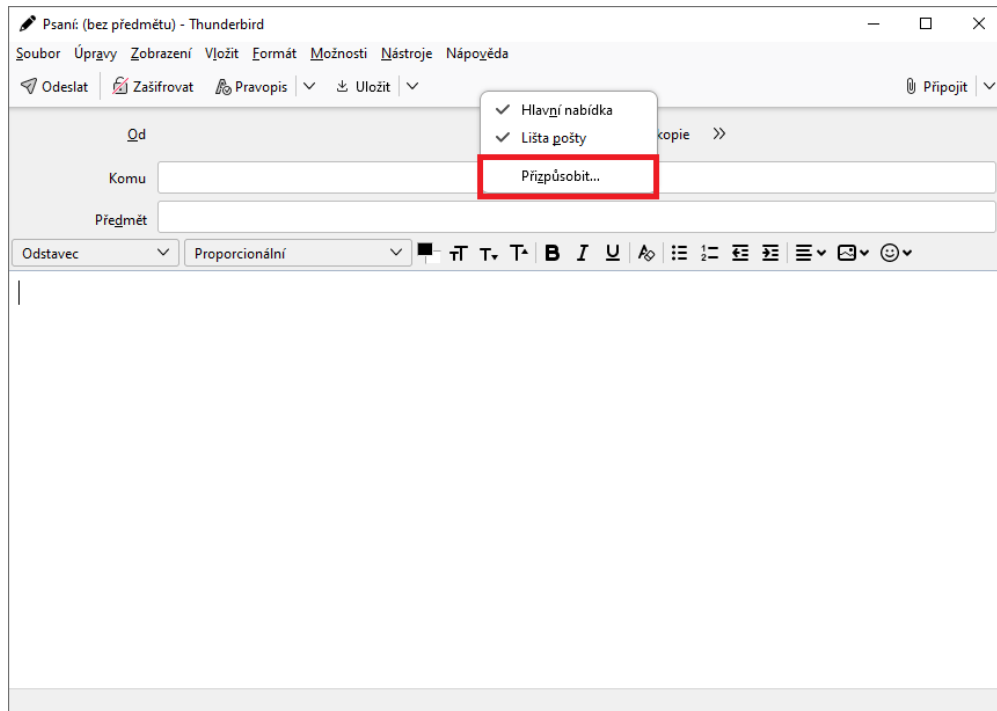 Psaní: (bez předmětu) - Thunderbird
Soubor Úpravy Zobrazení Vložit Formát Možnosti Nástroje Nápověda
Odeslat Zašifrovat Pravopis Uložit Připojit
Hlavní nabídka
Lišta pošty
Přizpůsobit...
Od kopie
Komu
Předmět
Odstavec Proporcionální